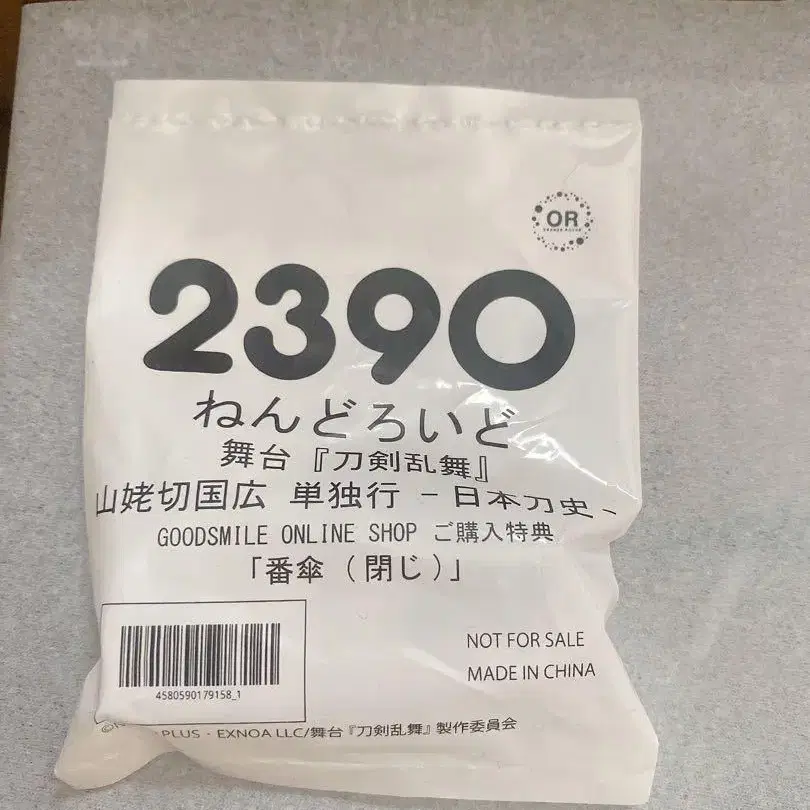 OR
ORANGE ROUGE
2390
ねんどろいど
舞台『刀剣乱舞』
山姥切国広 単独行 -日本刀史-
GOODSMILE ONLINE SHOP ご購入特典
「番傘(閉じ)」
NOT FOR SALE
MADE IN CHINA
4580590179158_1
PLUS・EXNOA LLC/舞台『刀剣乱舞』製作委員会